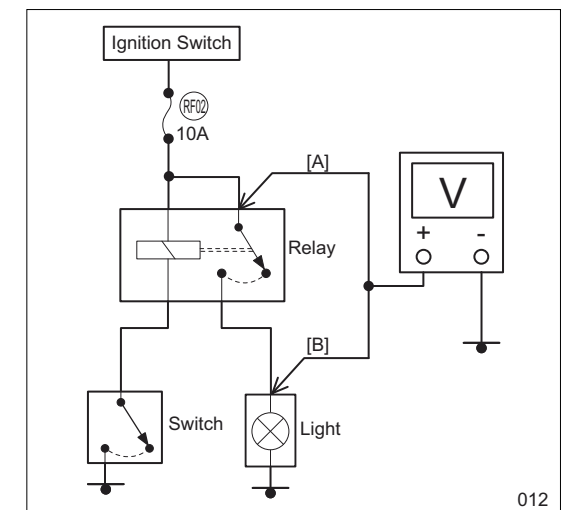 Ignition Switch
RF02
10A
[A]
V
+ -
Relay
[B]
Switch
Light
012